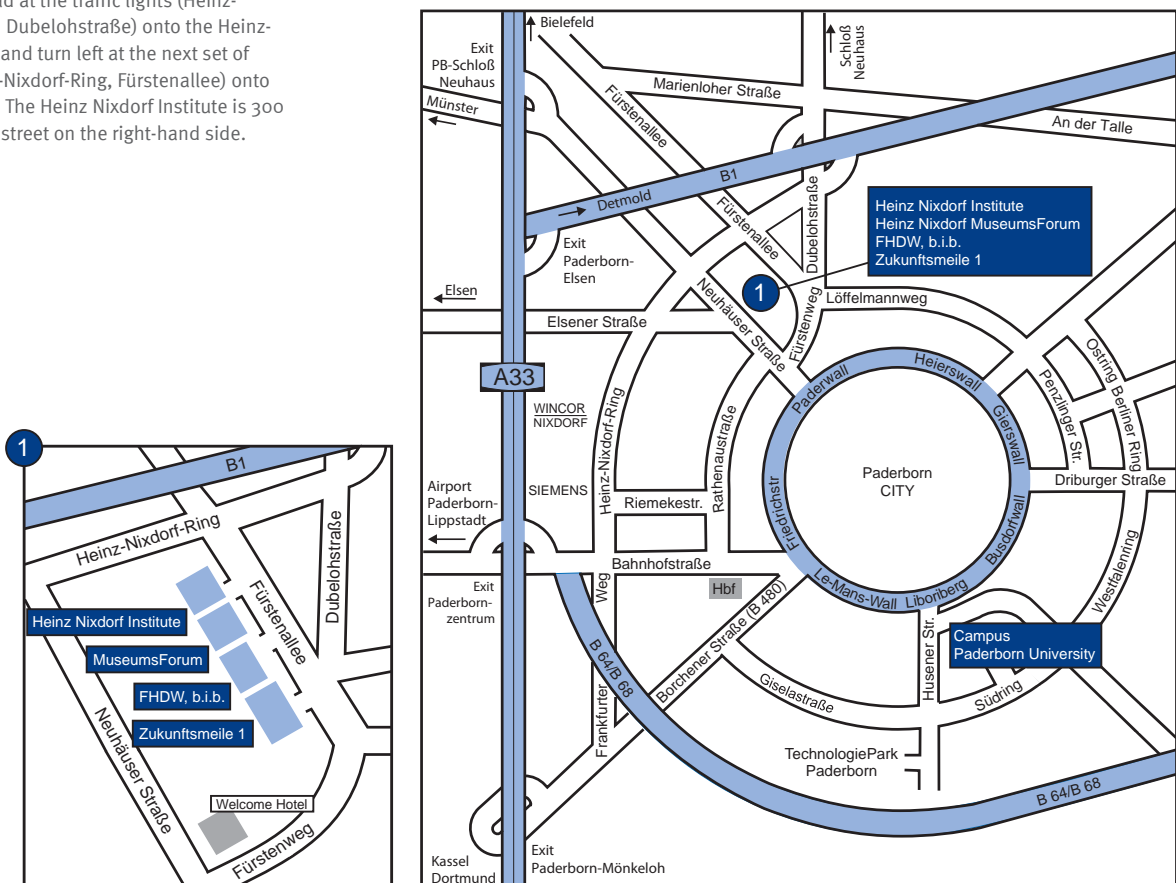 d at the traffic lights (Heinz-
Dubelohstraße) onto the Heinz-
and turn left at the next set of
-Nixdorf-Ring, Fürstenallee) onto
The Heinz Nixdorf Institute is 300
street on the right-hand side.
Bielefeld
Exit
PB-Schloß
Neuhaus
Münster
Schloß
Neuhaus
Marienloher Straße
An der Talle
Fürstenallee
B1
Detmold
Fürstenallee
Dubelohstraße
Heinz Nixdorf Institute
Heinz Nixdorf MuseumsForum
FHDW, b.i.b.
Zukunftsmeile 1
Exit
Paderborn-
Elsen
Elsen
1
Neuhäuser Straße
Fürstenweg
Löffelmannweg
Elsener Straße
A33
WINCOR
NIXDORF
Heinz-Nixdorf-Ring
Rathenaustraße
Paderwall
Heierswall
Gierswall
Penzlinger Str.
Ostring Berliner Ring
Paderborn
CITY
Driburger Straße
Airport
Paderborn-
Lippstadt
SIEMENS
Riemekestr.
Friedrichstr
Busdorfwall
Bahnhofstraße
Le-Mans-Wall
Liboriberg
Westfalenring
Exit
Paderborn-
zentrum
Weg
Hbf
Borchener Straße (B 480)
Husener Str.
Campus
Paderborn University
B 64/B 68
Giselastraße
Südring
Frankfurter
TechnologiePark
Paderborn
B 64/B 68
Kassel
Dortmund
Exit
Paderborn-Mönkeloh
1
B1
Heinz-Nixdorf-Ring
Dubelohstraße
Fürstenallee
Heinz Nixdorf Institute
MuseumsForum
FHDW, b.i.b.
Zukunftsmeile 1
Neuhäuser Straße
Welcome Hotel
Fürstenweg